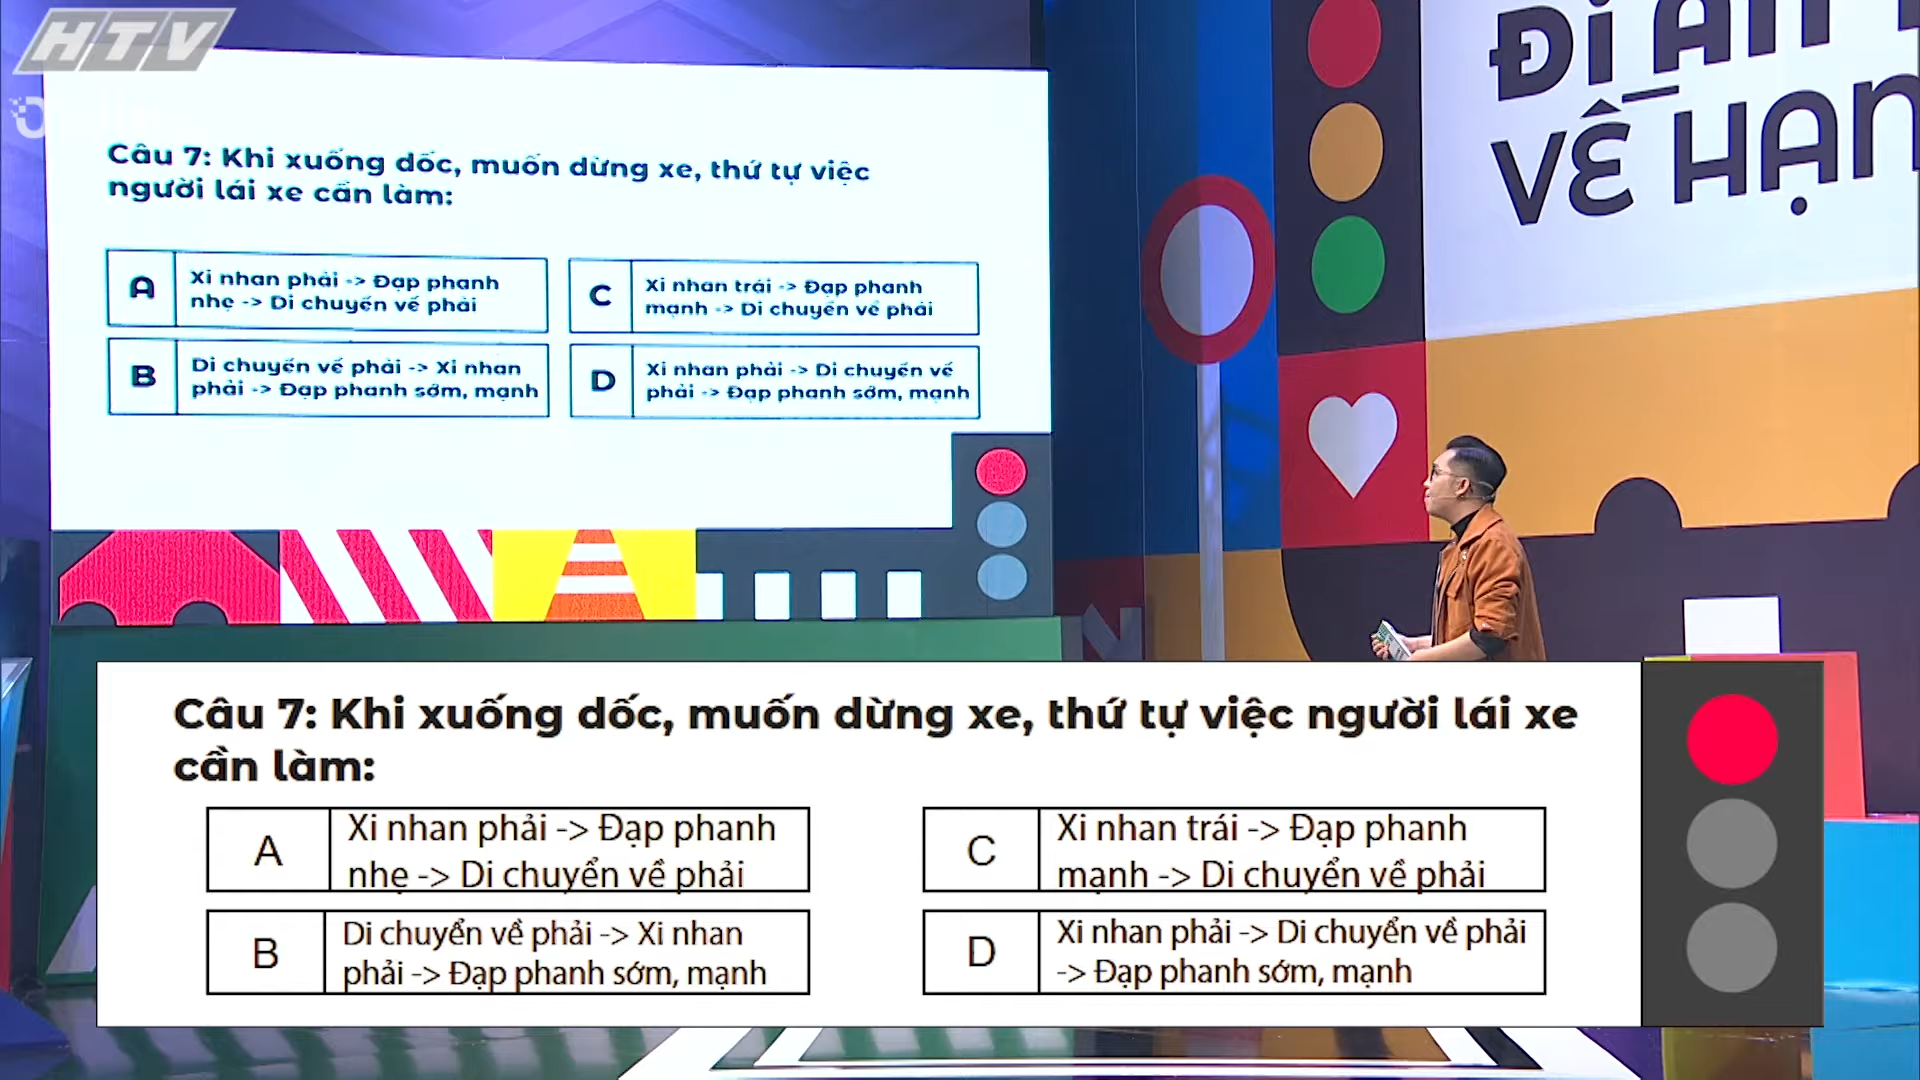 HTV
Câu 7: Khi xuống dốc, muốn dừng xe, thứ tự việc
người lái xe cần làm:
A
Xi nhan phải -> Đạp phanh
nhẹ -> Di chuyển về phải
C
Xi nhan trái -> Đạp phanh
mạnh -> Di chuyển về phải
B
Di chuyển về phải -> Xi nhan
phải -> Đạp phanh sớm, mạnh
D
Xi nhan phải -> Di chuyển về
phải -> Đạp phanh sớm, mạnh
ĐI AN
VỀ HẠN
Câu 7: Khi xuống dốc, muốn dừng xe, thứ tự việc người lái xe
cần làm:
A
Xi nhan phải -> Đạp phanh
nhẹ -> Di chuyển về phải
C
Xi nhan trái -> Đạp phanh
mạnh -> Di chuyển về phải
B
Di chuyển về phải -> Xi nhan
phải -> Đạp phanh sớm, mạnh
D
Xi nhan phải -> Di chuyển về phải
-> Đạp phanh sớm, mạnh